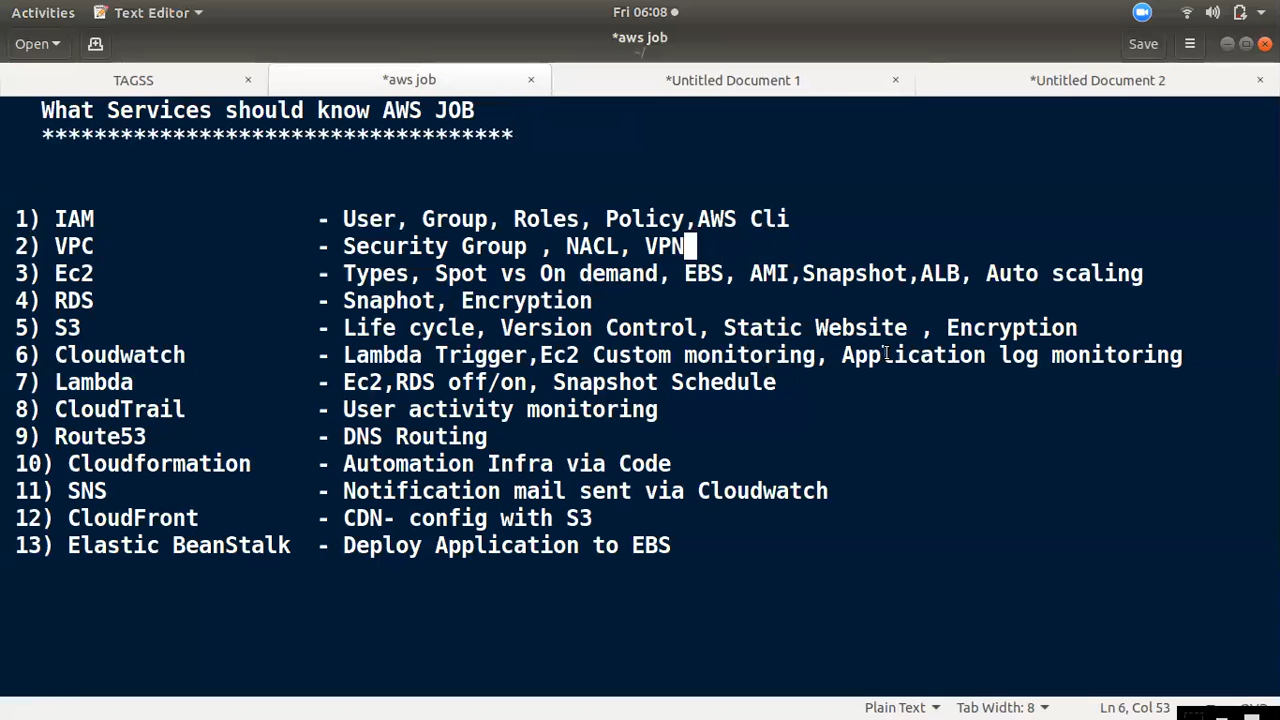 Activities Text Editor Fri 06:08
Open *aws job Save
~/
TAGSS × *aws job × *Untitled Document 1 × *Untitled Document 2 ×
What Services should know AWS JOB
************************************
1) IAM - User, Group, Roles, Policy,AWS Cli
2) VPC - Security Group , NACL, VPN
3) Ec2 - Types, Spot vs On demand, EBS, AMI,Snapshot,ALB, Auto scaling
4) RDS - Snaphot, Encryption
5) S3 - Life cycle, Version Control, Static Website , Encryption
6) Cloudwatch - Lambda Trigger,Ec2 Custom monitoring, Application log monitoring
7) Lambda - Ec2,RDS off/on, Snapshot Schedule
8) CloudTrail - User activity monitoring
9) Route53 - DNS Routing
10) Cloudformation - Automation Infra via Code
11) SNS - Notification mail sent via Cloudwatch
12) CloudFront - CDN- config with S3
13) Elastic BeanStalk - Deploy Application to EBS
Plain Text Tab Width: 8 Ln 6, Col 53